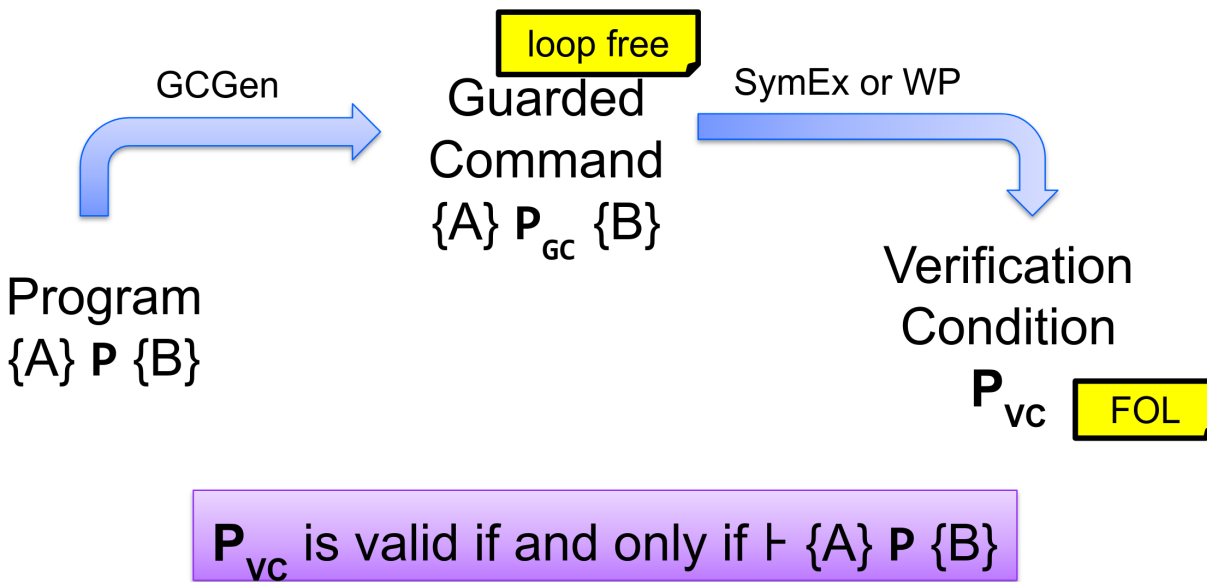 loop free
GCGen
SymEx or WP
Guarded
Command
{A} P_GC {B}
Program
{A} P {B}
Verification
Condition
P_VC
FOL
P_VC is valid if and only if ⊦ {A} P {B}